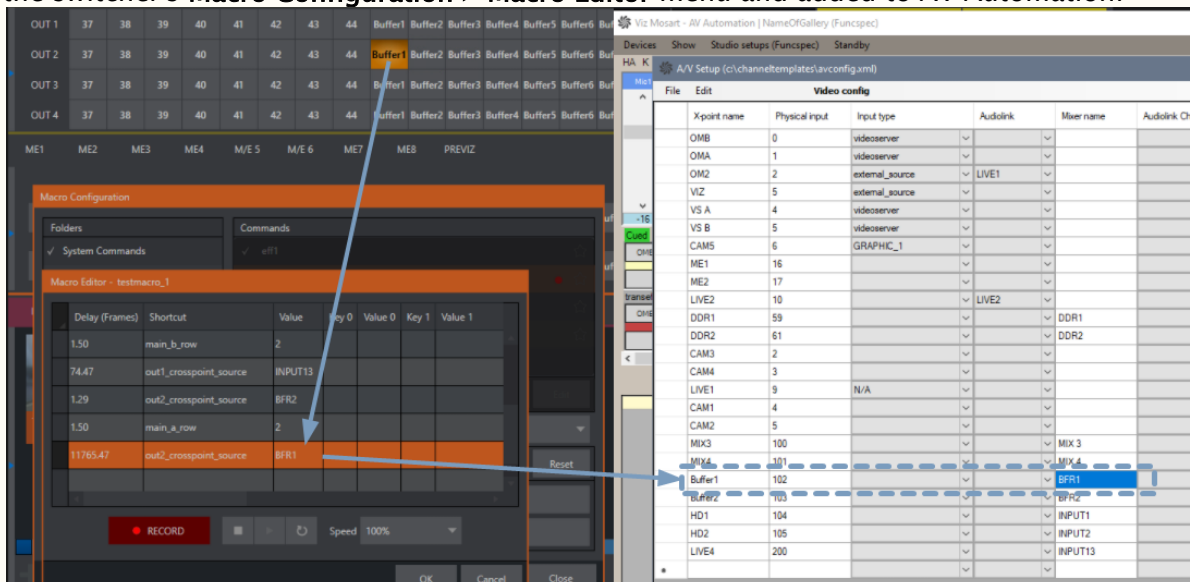 the switcher's Macro Configuration > Macro Editor menu and added to AV Automation.
OUT 1 37 38 39 40 41 42 43 44 Buffer1 Buffer2 Buffer3 Buffer4 Buffer5 Buffer6 Buf
OUT 2 37 38 39 40 41 42 43 44 Buffer1 Buffer2 Buffer3 Buffer4 Buffer5 Buffer6 Buf
OUT 3 37 38 39 40 41 42 43 44 Buffer1 Buffer2 Buffer3 Buffer4 Buffer5 Buffer6 Buf
OUT 4 37 38 39 40 41 42 43 44 Buffer1 Buffer2 Buffer3 Buffer4 Buffer5 Buffer6 Buf
ME1 ME2 ME3 ME4 M/E 5 M/E 6 ME7 ME8 PREVIZ
Macro Configuration
Folders Commands
✓ System Commands ✓ eff1
Macro Editor - testmacro_1
Delay (Frames) Shortcut Value Key 0 Value 0 Key 1 Value 1
1.50 main_b_row 2
74.47 out1_crosspoint_source INPUT13
1.29 out2_crosspoint_source BFR2
1.50 main_a_row 2
11765.47 out2_crosspoint_source BFR1
Reset
RECORD Speed 100%
OK Cancel Close
Viz Mosart - AV Automation | NameOfGallery (Funcspec)
Devices Show Studio setups (Funcspec) Standby
HA K
A/V Setup (c:\channeltemplates\avconfig.xml)
File Edit Video config
X-point name Physical input Input type Audiolink Mixer name Audiolink Ch
OMB 0 videoserver
OMA 1 videoserver
OM2 2 external_source LIVE1
VIZ 5 external_source
VS A 4 videoserver
VS B 5 videoserver
CAM5 6 GRAPHIC_1
ME1 16
ME2 17
LIVE2 10 LIVE2
DDR1 59 DDR1
DDR2 61 DDR2
CAM3 2
CAM4 3
LIVE1 9 N/A
CAM1 4
CAM2 5
MIX3 100 MIX 3
MIX4 101 MIX 4
Buffer1 102 BFR1
Buffer2 103 BFR2
HD1 104 INPUT1
HD2 105 INPUT2
LIVE4 200 INPUT13
-16
Cued